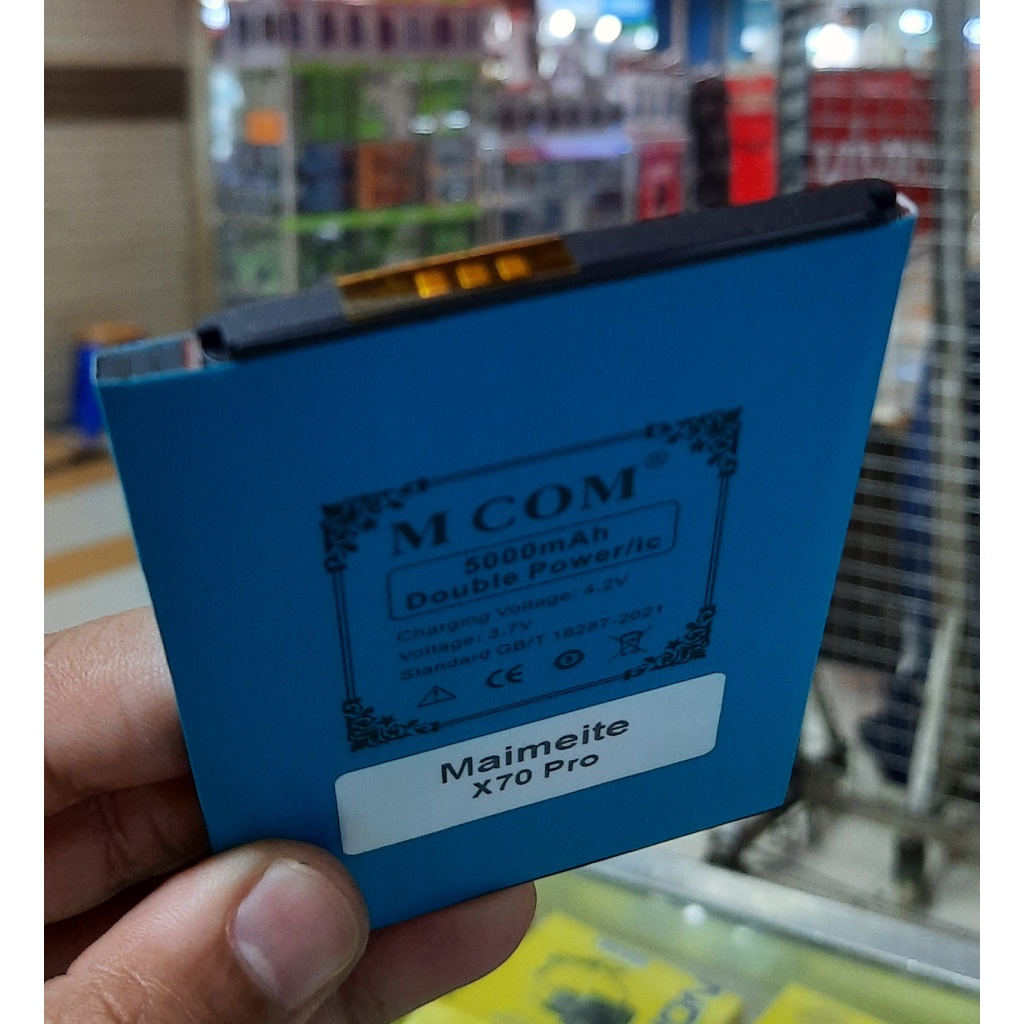 M COM®
5000mAh
Double Power/ic
Charging Voltage: 4.2V
Voltage: 3.7V
Standard GB/T 18287-2021
CE
Maimeite
X70 Pro